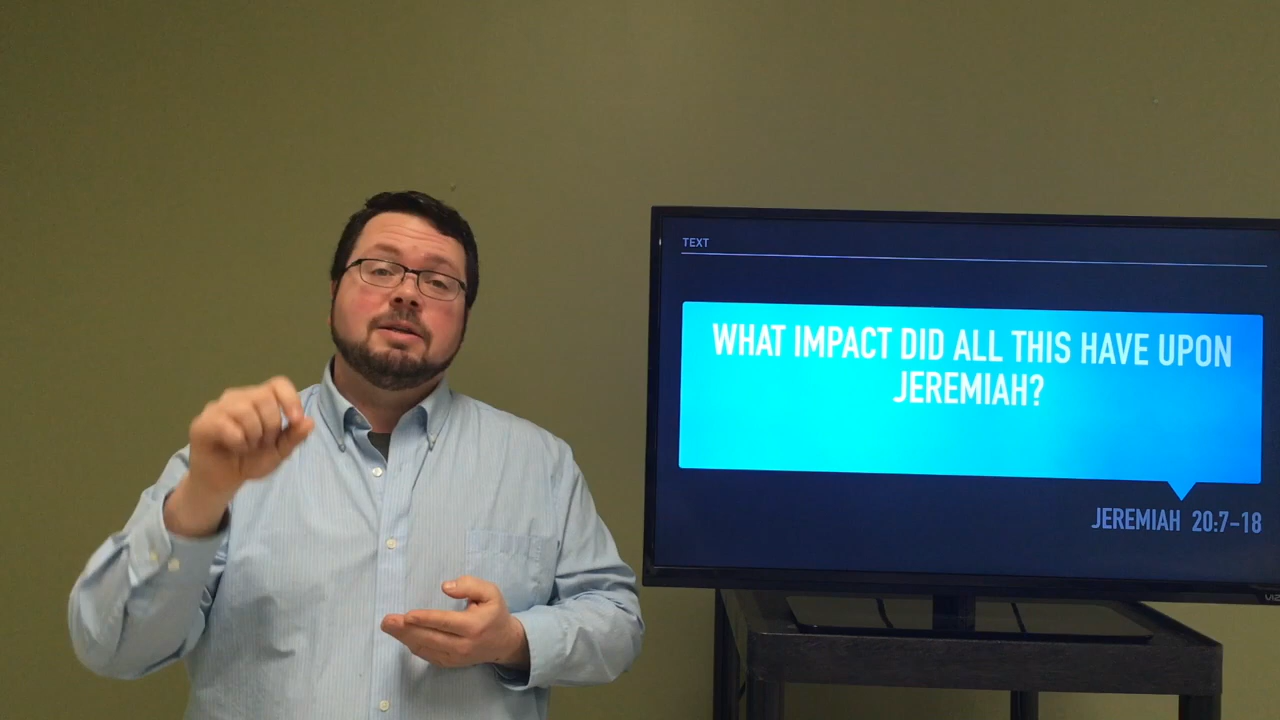 TEXT
WHAT IMPACT DID ALL THIS HAVE UPON
JEREMIAH?
JEREMIAH 20:7-18